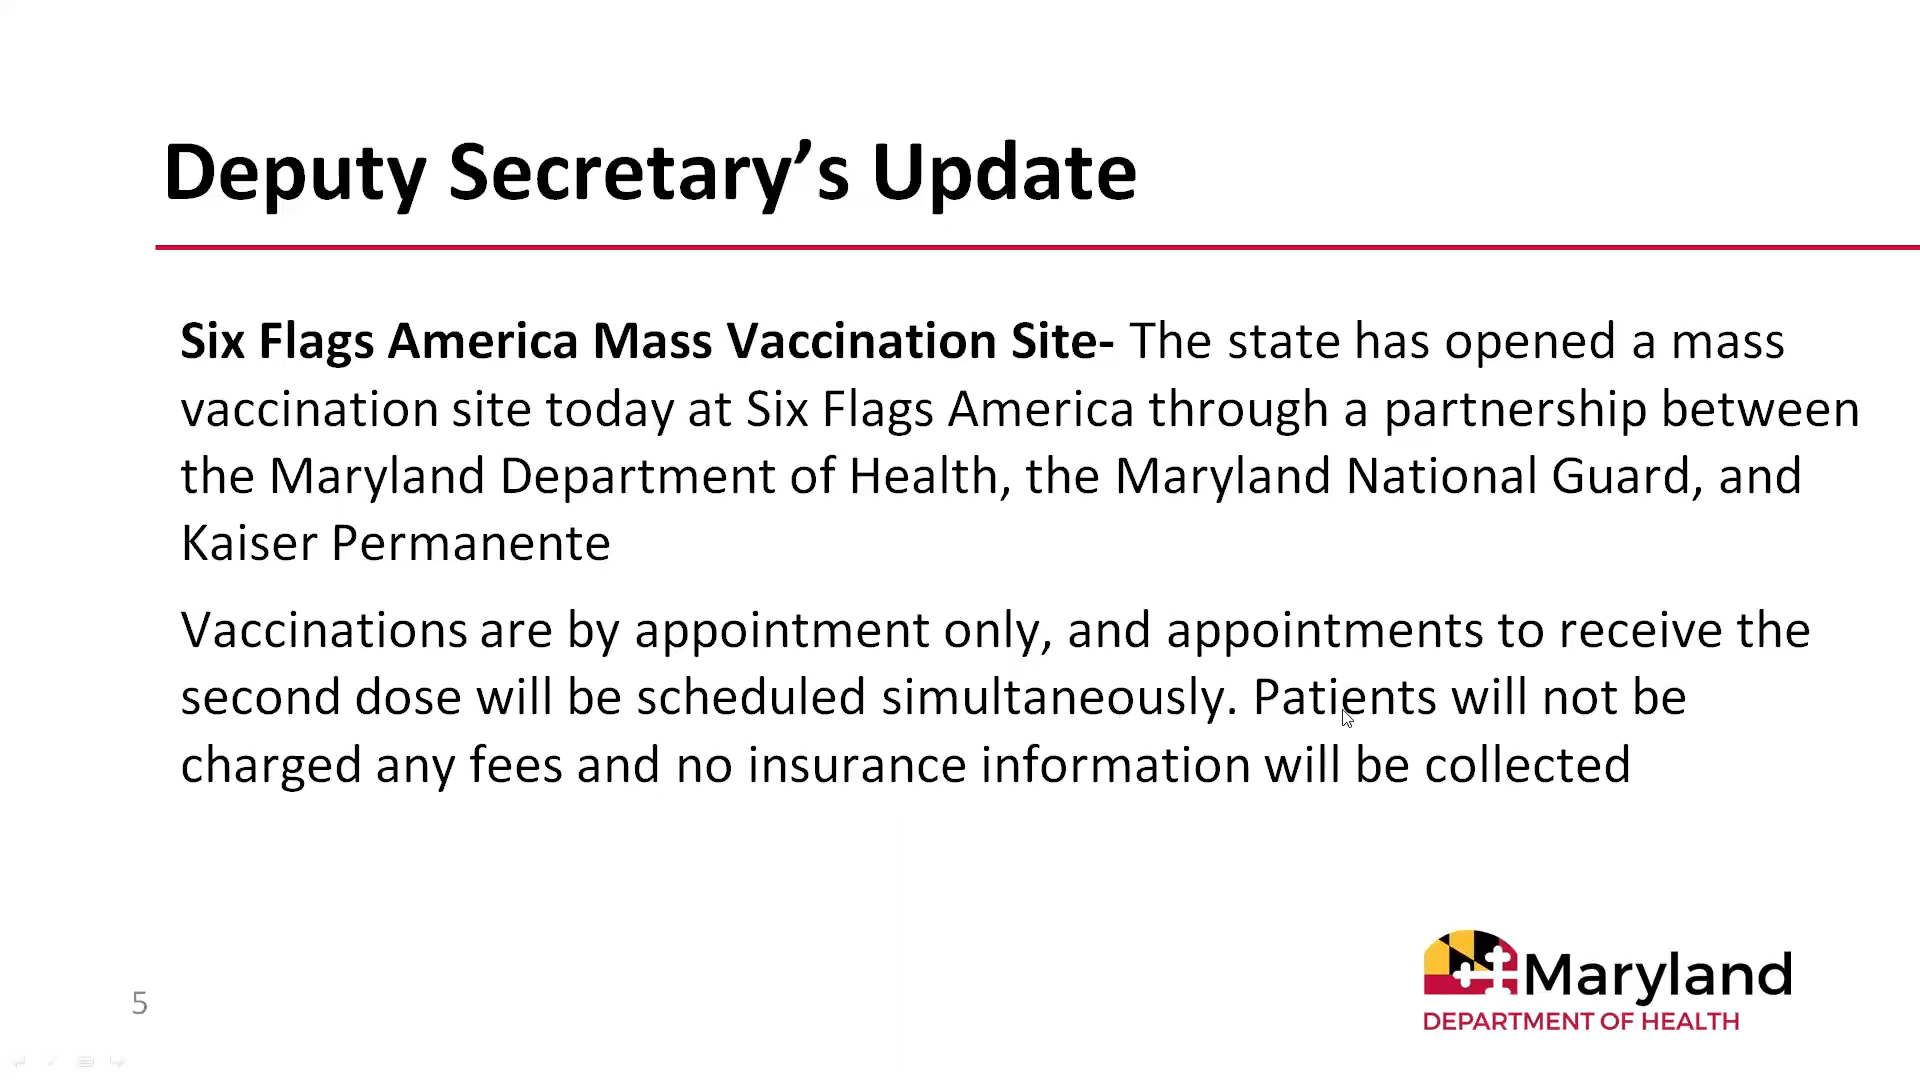 Deputy Secretary’s Update
Six Flags America Mass Vaccination Site- The state has opened a mass
vaccination site today at Six Flags America through a partnership between
the Maryland Department of Health, the Maryland National Guard, and
Kaiser Permanente
Vaccinations are by appointment only, and appointments to receive the
second dose will be scheduled simultaneously. Patients will not be
charged any fees and no insurance information will be collected
5
Maryland
DEPARTMENT OF HEALTH